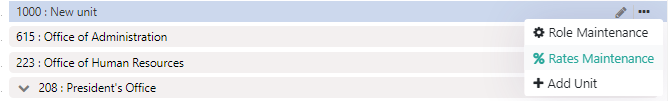 1000 : New unit
615 : Office of Administration
Role Maintenance
223 : Office of Human Resources
Rates Maintenance
208 : President's Office
Add Unit